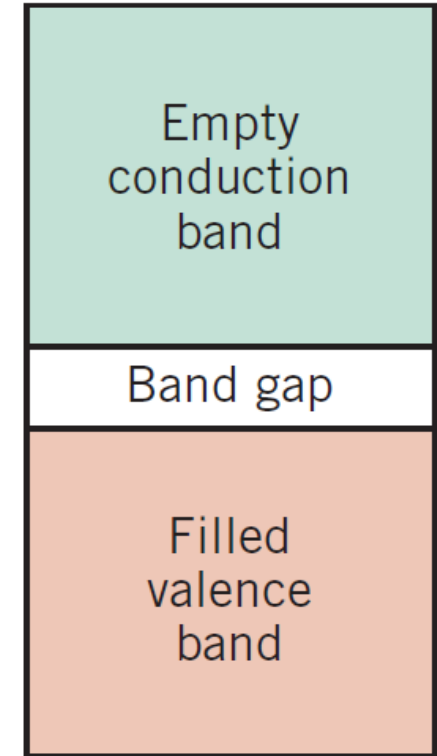 Empty
conduction
band
Band gap
Filled
valence
band